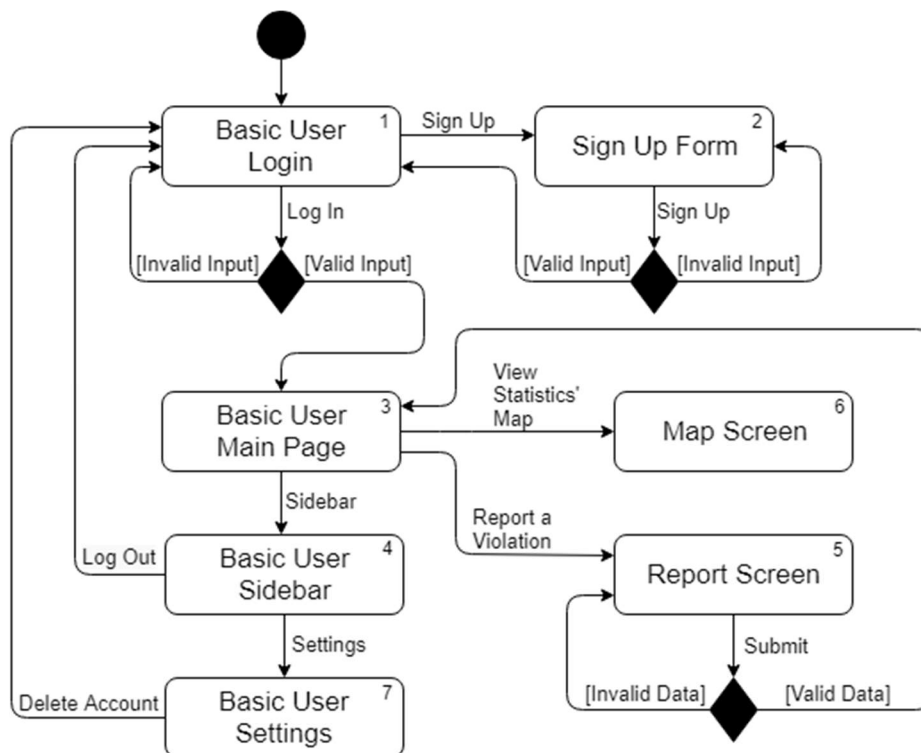 1
Basic User
Login
Sign Up
2
Sign Up Form
Log In
Sign Up
[Invalid Input]
[Valid Input]
[Valid Input]
[Invalid Input]
View
Statistics'
Map
3
Basic User
Main Page
6
Map Screen
Sidebar
Report a
Violation
4
Basic User
Sidebar
Log Out
5
Report Screen
Settings
Submit
7
Basic User
Settings
Delete Account
[Invalid Data]
[Valid Data]